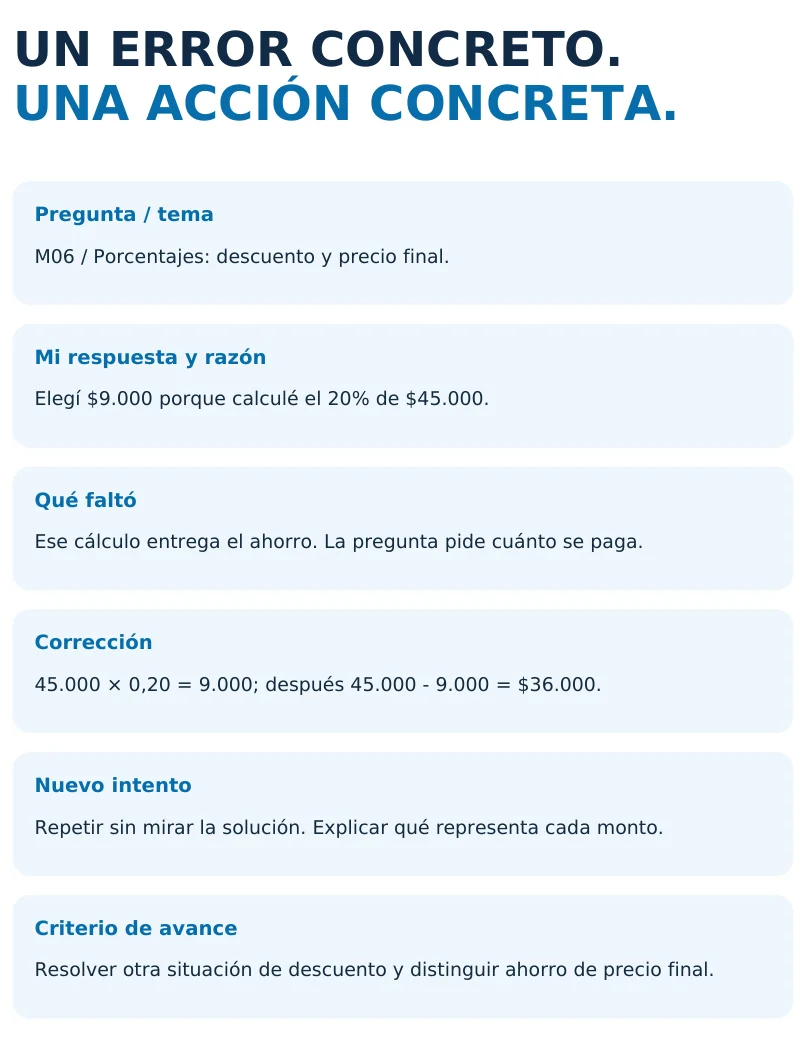 UN ERROR CONCRETO.
UNA ACCIÓN CONCRETA.
Pregunta / tema
M06 / Porcentajes: descuento y precio final.
Mi respuesta y razón
Elegí $9.000 porque calculé el 20% de $45.000.
Qué faltó
Ese cálculo entrega el ahorro. La pregunta pide cuánto se paga.
Corrección
45.000 × 0,20 = 9.000; después 45.000 - 9.000 = $36.000.
Nuevo intento
Repetir sin mirar la solución. Explicar qué representa cada monto.
Criterio de avance
Resolver otra situación de descuento y distinguir ahorro de precio final.